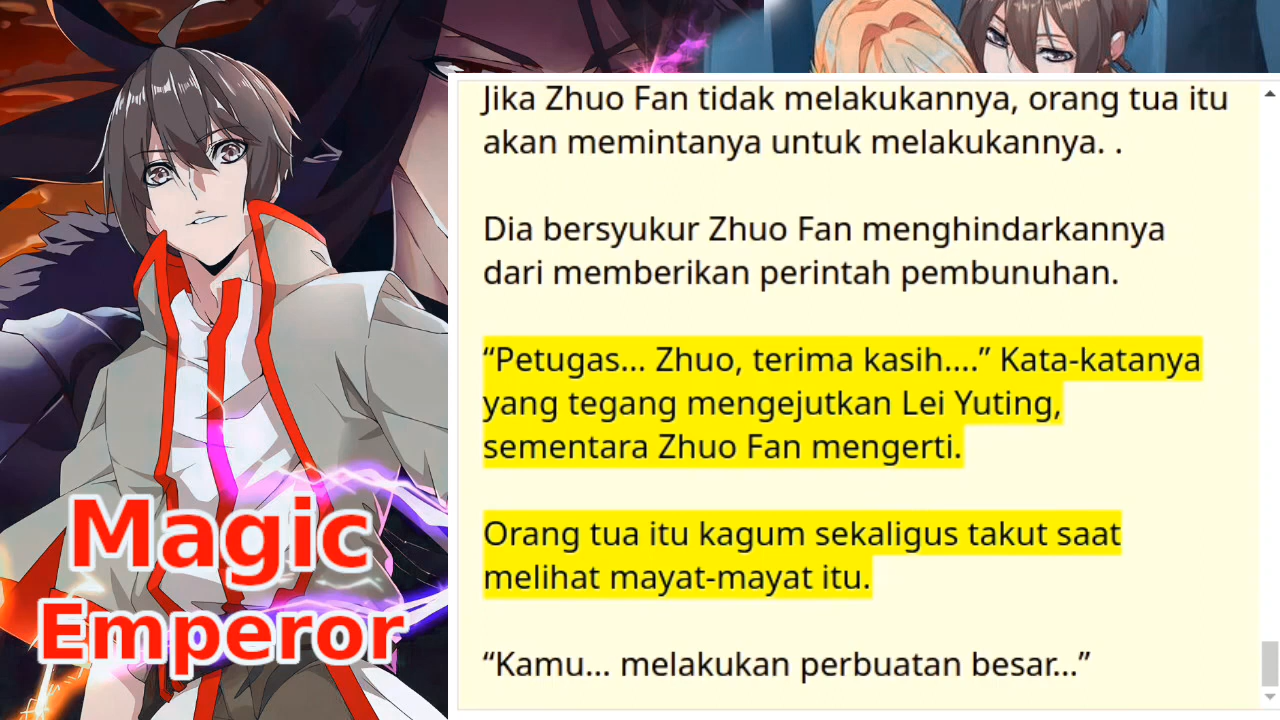 Jika Zhuo Fan tidak melakukannya, orang tua itu
akan memintanya untuk melakukannya. .
Dia bersyukur Zhuo Fan menghindarkannya
dari memberikan perintah pembunuhan.
“Petugas... Zhuo, terima kasih....” Kata-katanya
yang tegang mengejutkan Lei Yuting,
sementara Zhuo Fan mengerti.
Orang tua itu kagum sekaligus takut saat
melihat mayat-mayat itu.
“Kamu... melakukan perbuatan besar...”
Magic
Emperor